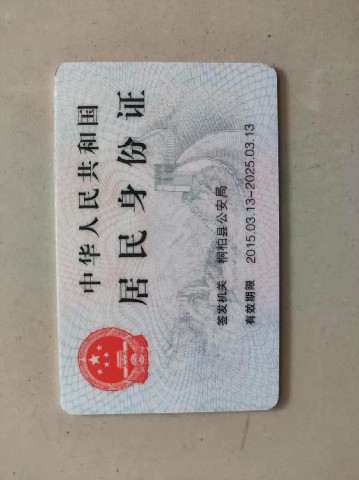 中华人民共和国
居民身份证
签发机关 桐柏县公安局
有效期限 2015.03.13-2025.03.13